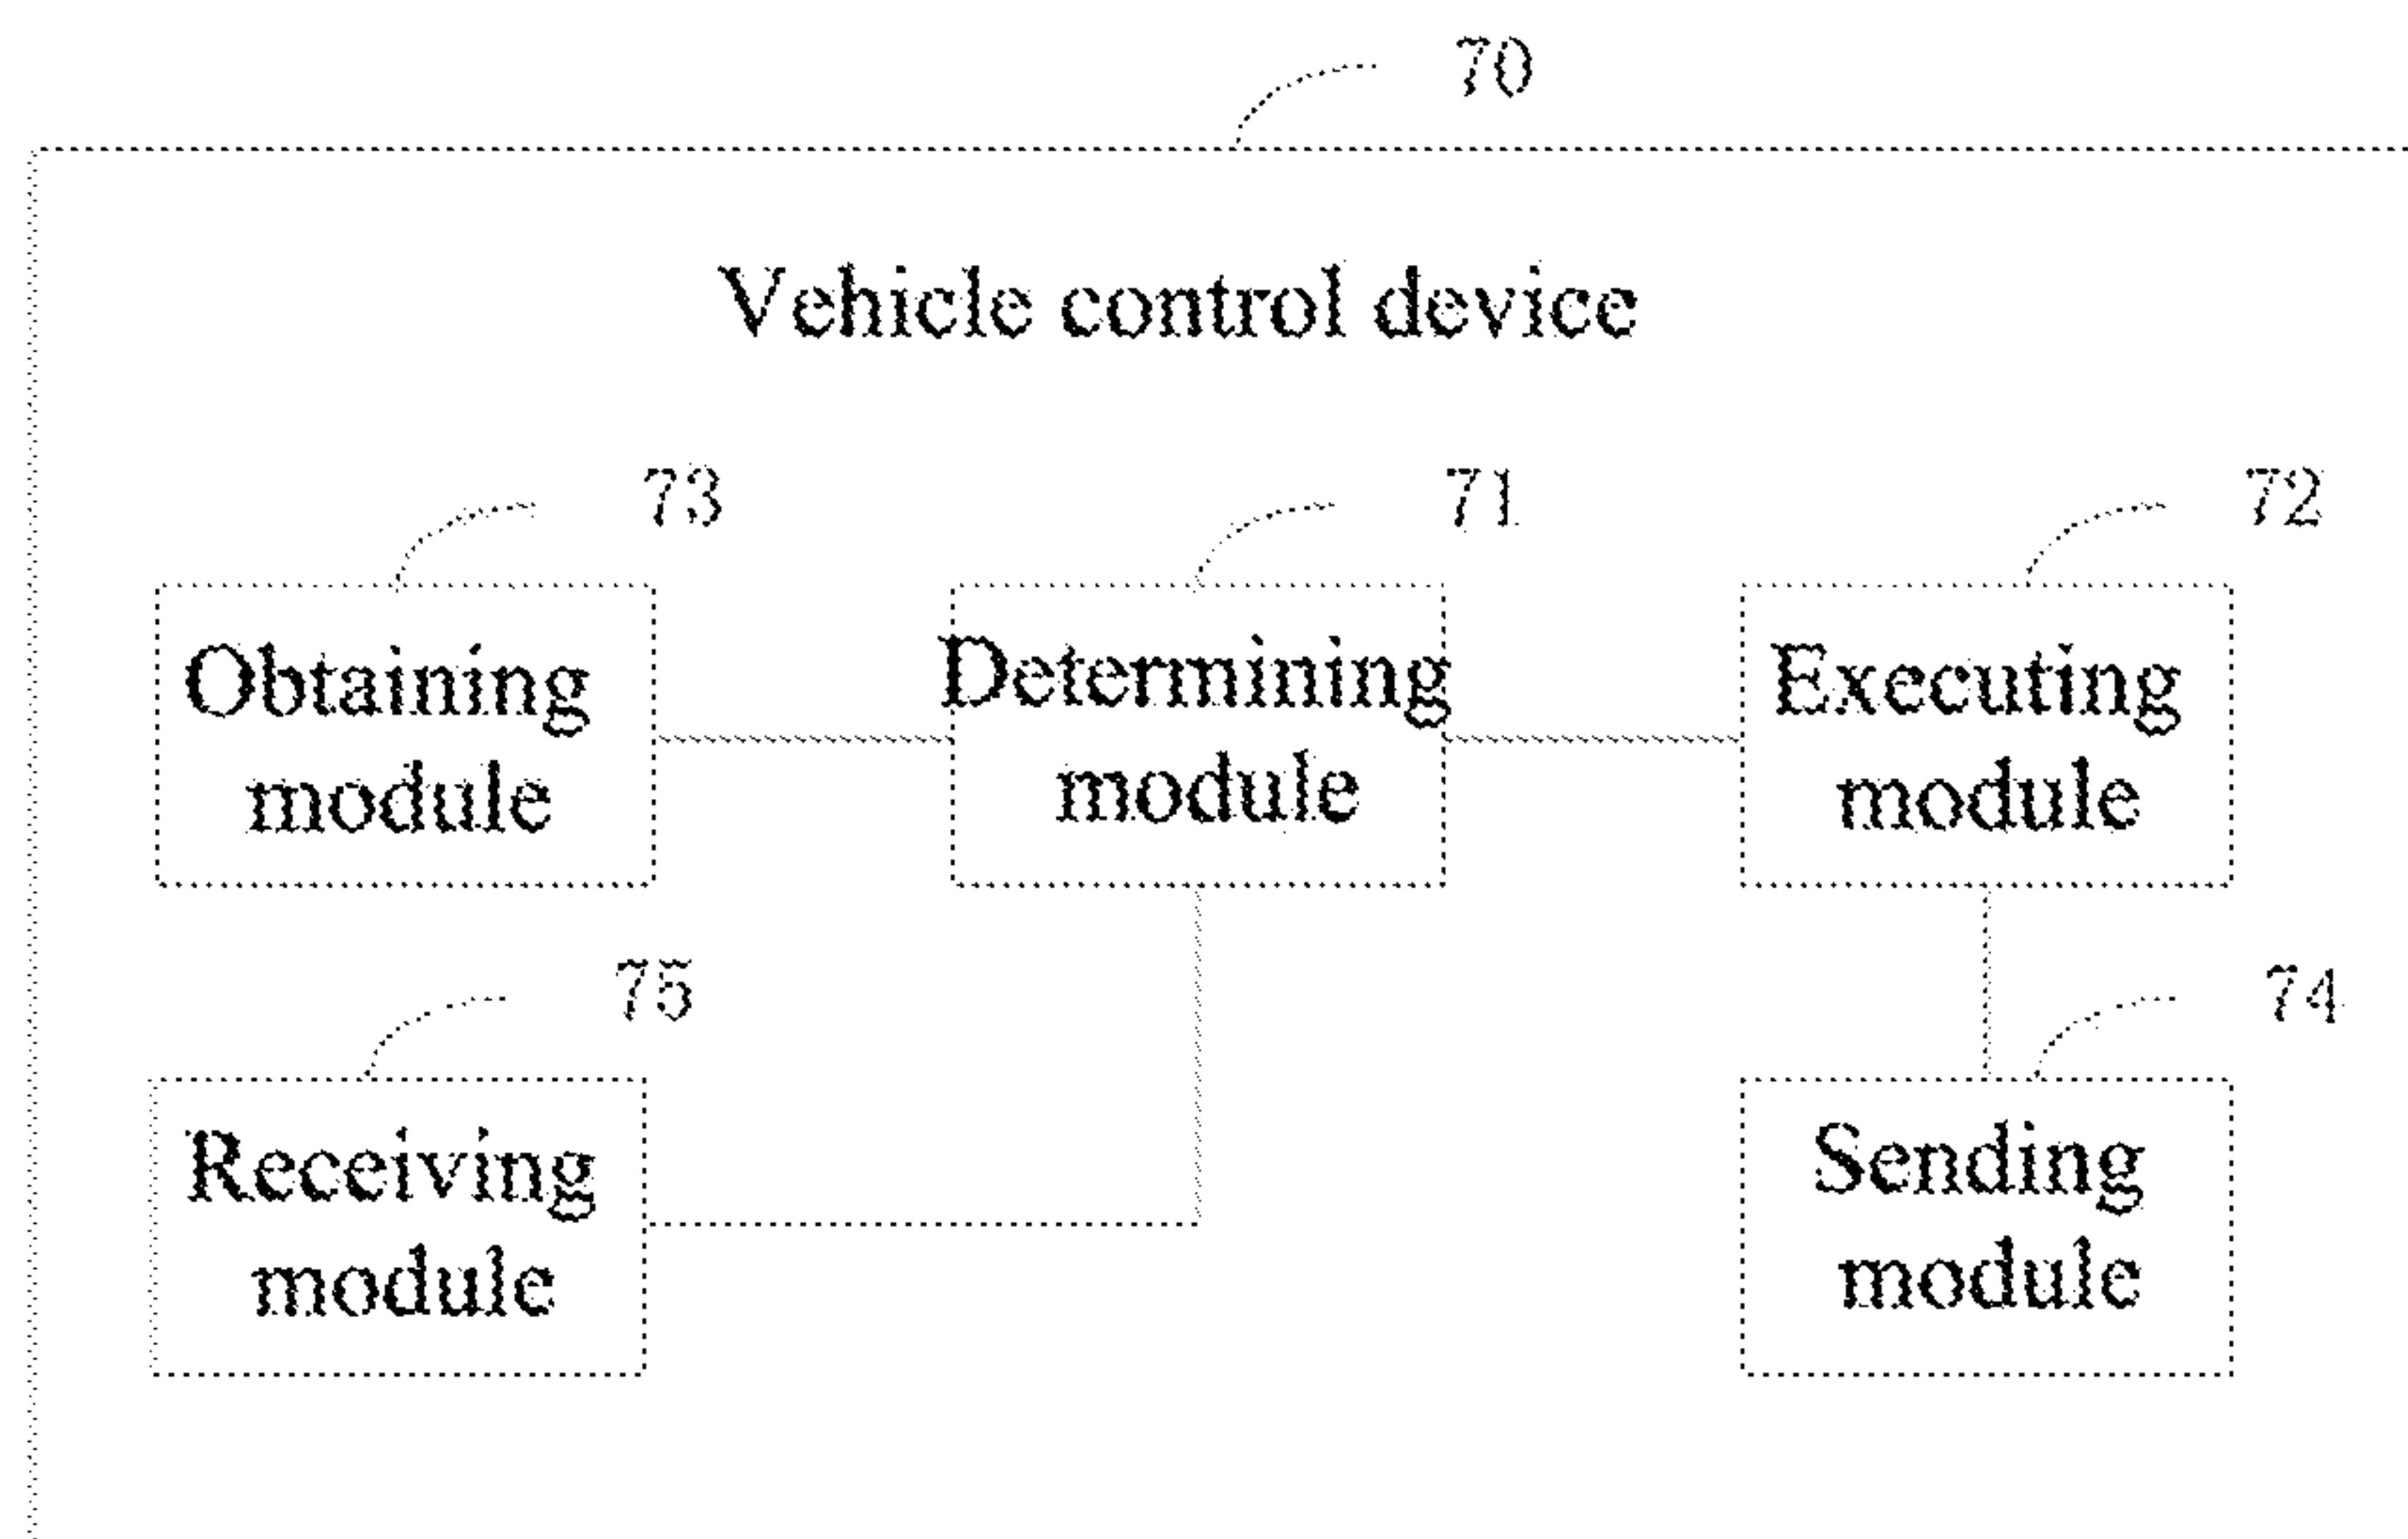 70
Vehicle control device
73 71 72
Obtaining Determining Executing
module module module
75 74
Receiving Sending
module module